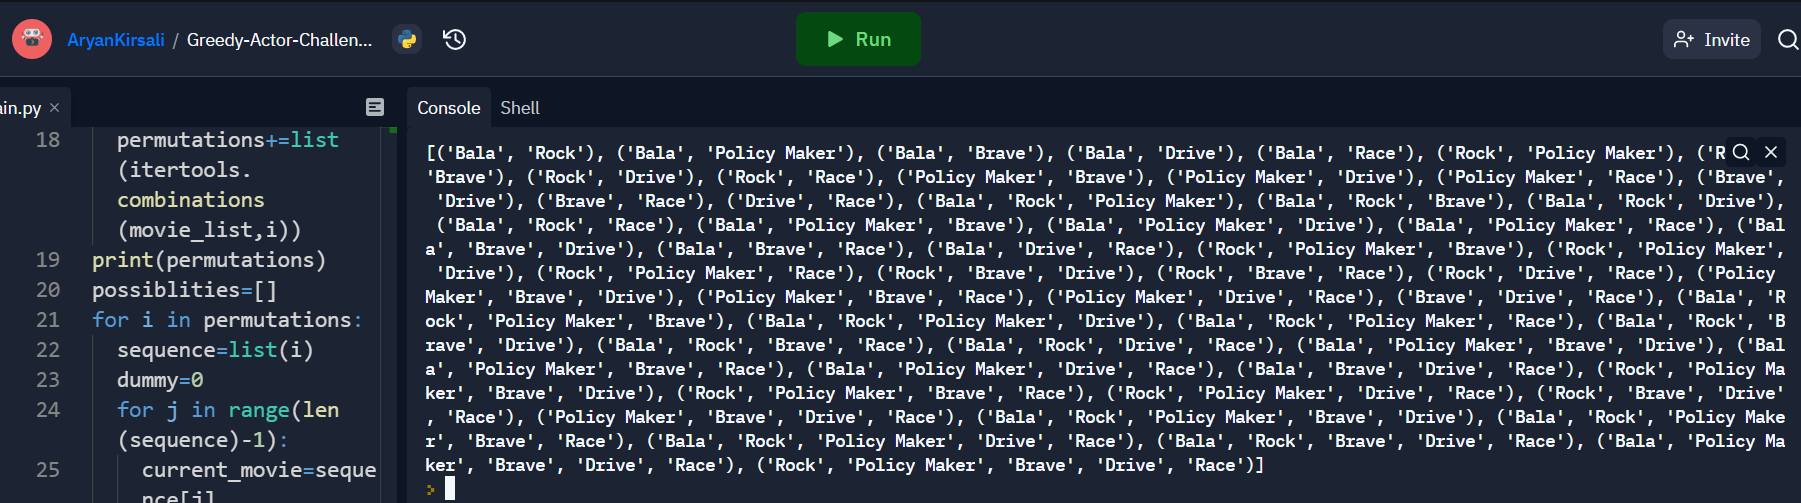 AryanKirsali / Greedy-Actor-Challen...
Run
Invite
ain.py ×
Console Shell
18 permutations+=list
(itertools.
combinations
(movie_list,i))
19 print(permutations)
20 possiblities=[]
21 for i in permutations:
22 sequence=list(i)
23 dummy=0
24 for j in range(len
(sequence)-1):
25 current_movie=seque
nce[j]
[('Bala', 'Rock'), ('Bala', 'Policy Maker'), ('Bala', 'Brave'), ('Bala', 'Drive'), ('Bala', 'Race'), ('Rock', 'Policy Maker'), ('R
'Brave'), ('Rock', 'Drive'), ('Rock', 'Race'), ('Policy Maker', 'Brave'), ('Policy Maker', 'Drive'), ('Policy Maker', 'Race'), ('Brave',
'Drive'), ('Brave', 'Race'), ('Drive', 'Race'), ('Bala', 'Rock', 'Policy Maker'), ('Bala', 'Rock', 'Brave'), ('Bala', 'Rock', 'Drive'),
('Bala', 'Rock', 'Race'), ('Bala', 'Policy Maker', 'Brave'), ('Bala', 'Policy Maker', 'Drive'), ('Bala', 'Policy Maker', 'Race'), ('Bal
a', 'Brave', 'Drive'), ('Bala', 'Brave', 'Race'), ('Bala', 'Drive', 'Race'), ('Rock', 'Policy Maker', 'Brave'), ('Rock', 'Policy Maker',
'Drive'), ('Rock', 'Policy Maker', 'Race'), ('Rock', 'Brave', 'Drive'), ('Rock', 'Brave', 'Race'), ('Rock', 'Drive', 'Race'), ('Policy
Maker', 'Brave', 'Drive'), ('Policy Maker', 'Brave', 'Race'), ('Policy Maker', 'Drive', 'Race'), ('Brave', 'Drive', 'Race'), ('Bala', 'R
ock', 'Policy Maker', 'Brave'), ('Bala', 'Rock', 'Policy Maker', 'Drive'), ('Bala', 'Rock', 'Policy Maker', 'Race'), ('Bala', 'Rock', 'B
rave', 'Drive'), ('Bala', 'Rock', 'Brave', 'Race'), ('Bala', 'Rock', 'Drive', 'Race'), ('Bala', 'Policy Maker', 'Brave', 'Drive'), ('Bal
a', 'Policy Maker', 'Brave', 'Race'), ('Bala', 'Policy Maker', 'Drive', 'Race'), ('Bala', 'Brave', 'Drive', 'Race'), ('Rock', 'Policy Ma
ker', 'Brave', 'Drive'), ('Rock', 'Policy Maker', 'Brave', 'Race'), ('Rock', 'Policy Maker', 'Drive', 'Race'), ('Rock', 'Brave', 'Drive'
, 'Race'), ('Policy Maker', 'Brave', 'Drive', 'Race'), ('Bala', 'Rock', 'Policy Maker', 'Brave', 'Drive'), ('Bala', 'Rock', 'Policy Make
r', 'Brave', 'Race'), ('Bala', 'Rock', 'Policy Maker', 'Drive', 'Race'), ('Bala', 'Rock', 'Brave', 'Drive', 'Race'), ('Bala', 'Policy Ma
ker', 'Brave', 'Drive', 'Race'), ('Rock', 'Policy Maker', 'Brave', 'Drive', 'Race')]
>